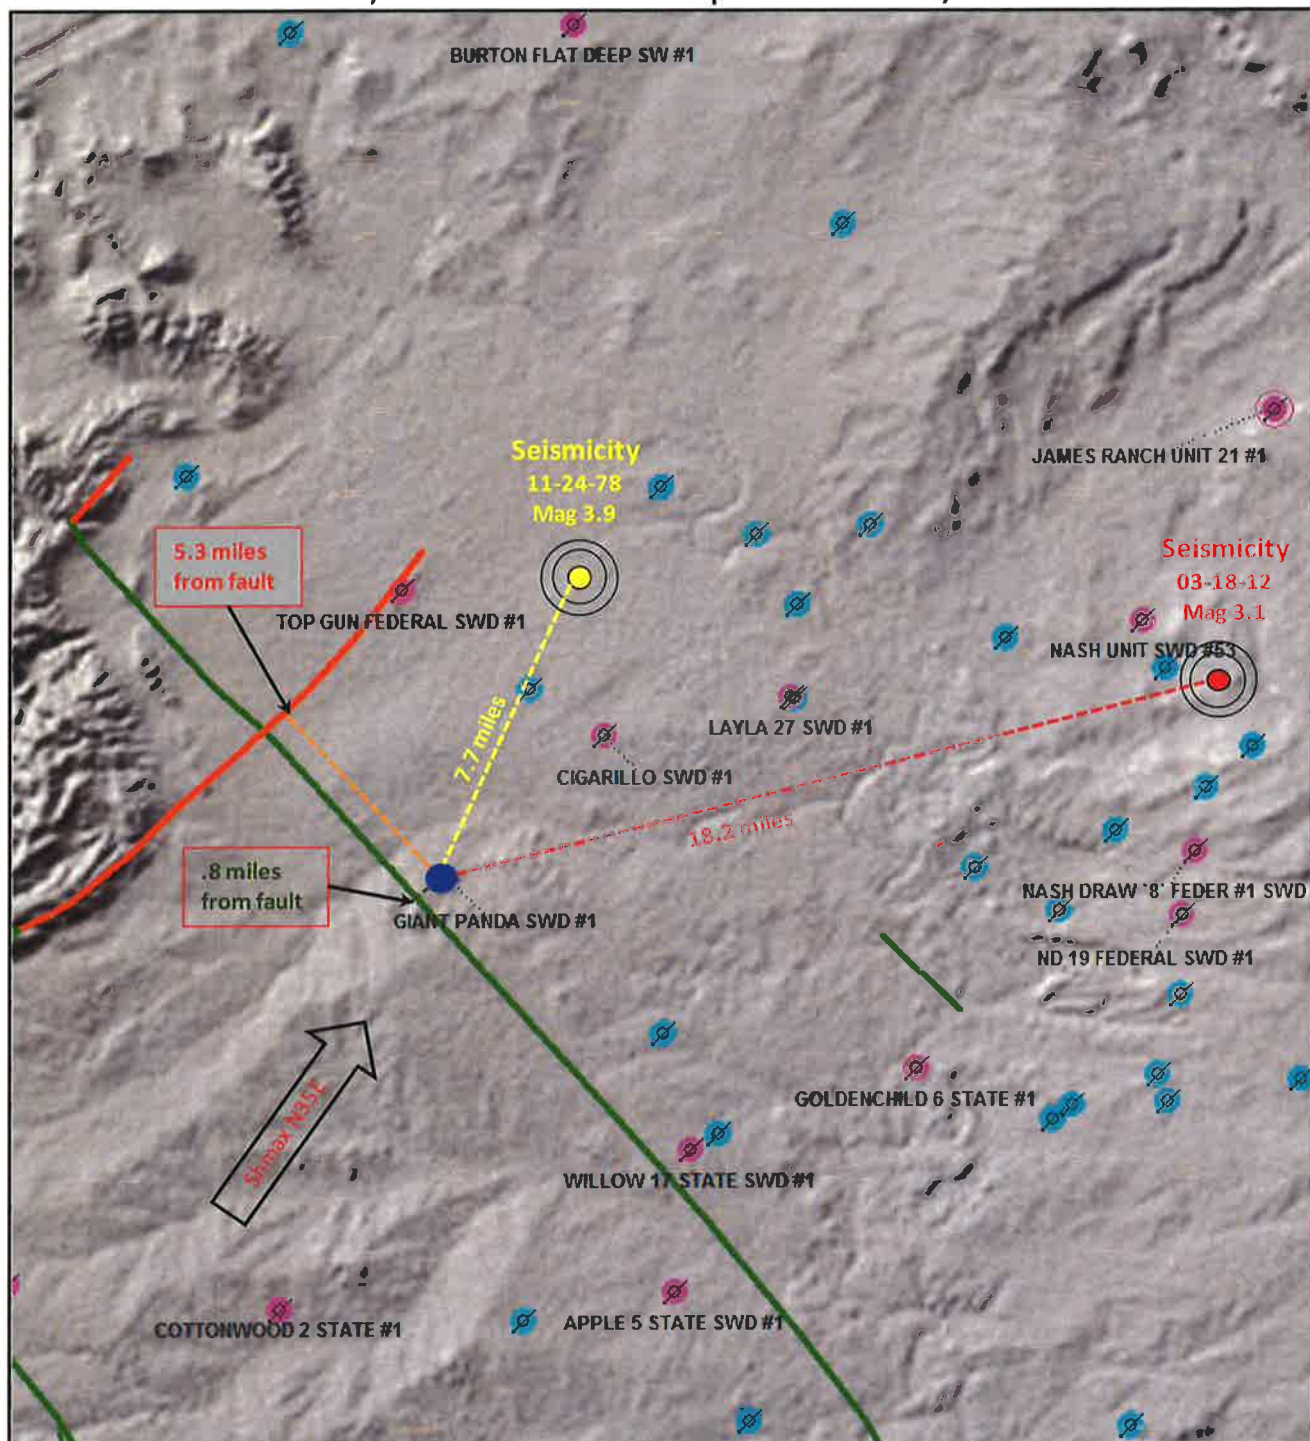 BURTON FLAT DEEP SW #1
JAMES RANCH UNIT 21 #1
Seismicity
11-24-78
Mag 3.9
Seismicity
03-18-12
Mag 3.1
5.3 miles
from fault
TOP GUN FEDERAL SWD #1
NASH UNIT SWD #53
LAYLA 27 SWD #1
7.7 miles
CIGARILLO SWD #1
18.2 miles
.8 miles
from fault
NASH DRAW '8' FEDER #1 SWD
GIANT PANDA SWD #1
ND 19 FEDERAL SWD #1
Shmax N35E
GOLDENCHILD 6 STATE #1
WILLOW 17 STATE SWD #1
COTTONWOOD 2 STATE #1
APPLE 5 STATE SWD #1